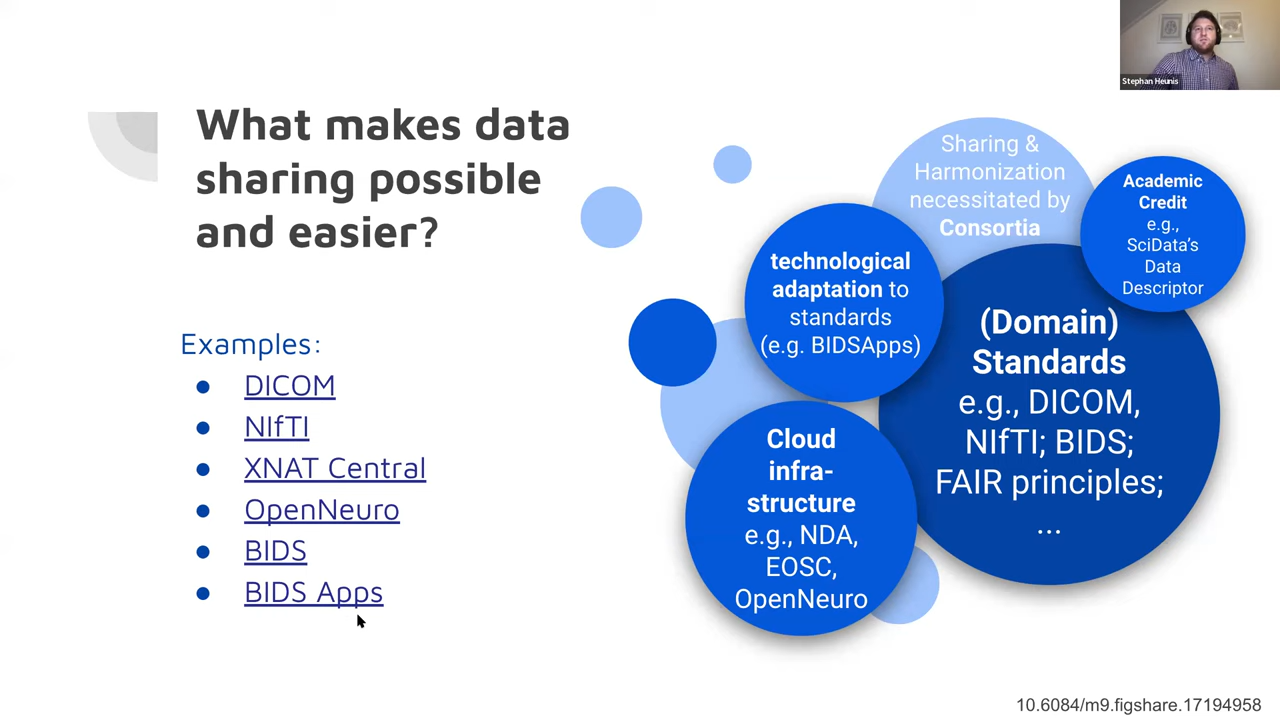 Stephan Heunis
What makes data
sharing possible
and easier?
Examples:
● DICOM
● NIfTI
● XNAT Central
● OpenNeuro
● BIDS
● BIDS Apps
Sharing &
Harmonization
necessitated by
Consortia
Academic
Credit
e.g.,
SciData's
Data
Descriptor
technological
adaptation to
standards
(e.g. BIDSApps)
(Domain)
Standards
e.g., DICOM,
NIfTI; BIDS;
FAIR principles;
...
Cloud
infra-
structure
e.g., NDA,
EOSC,
OpenNeuro
10.6084/m9.figshare.17194958